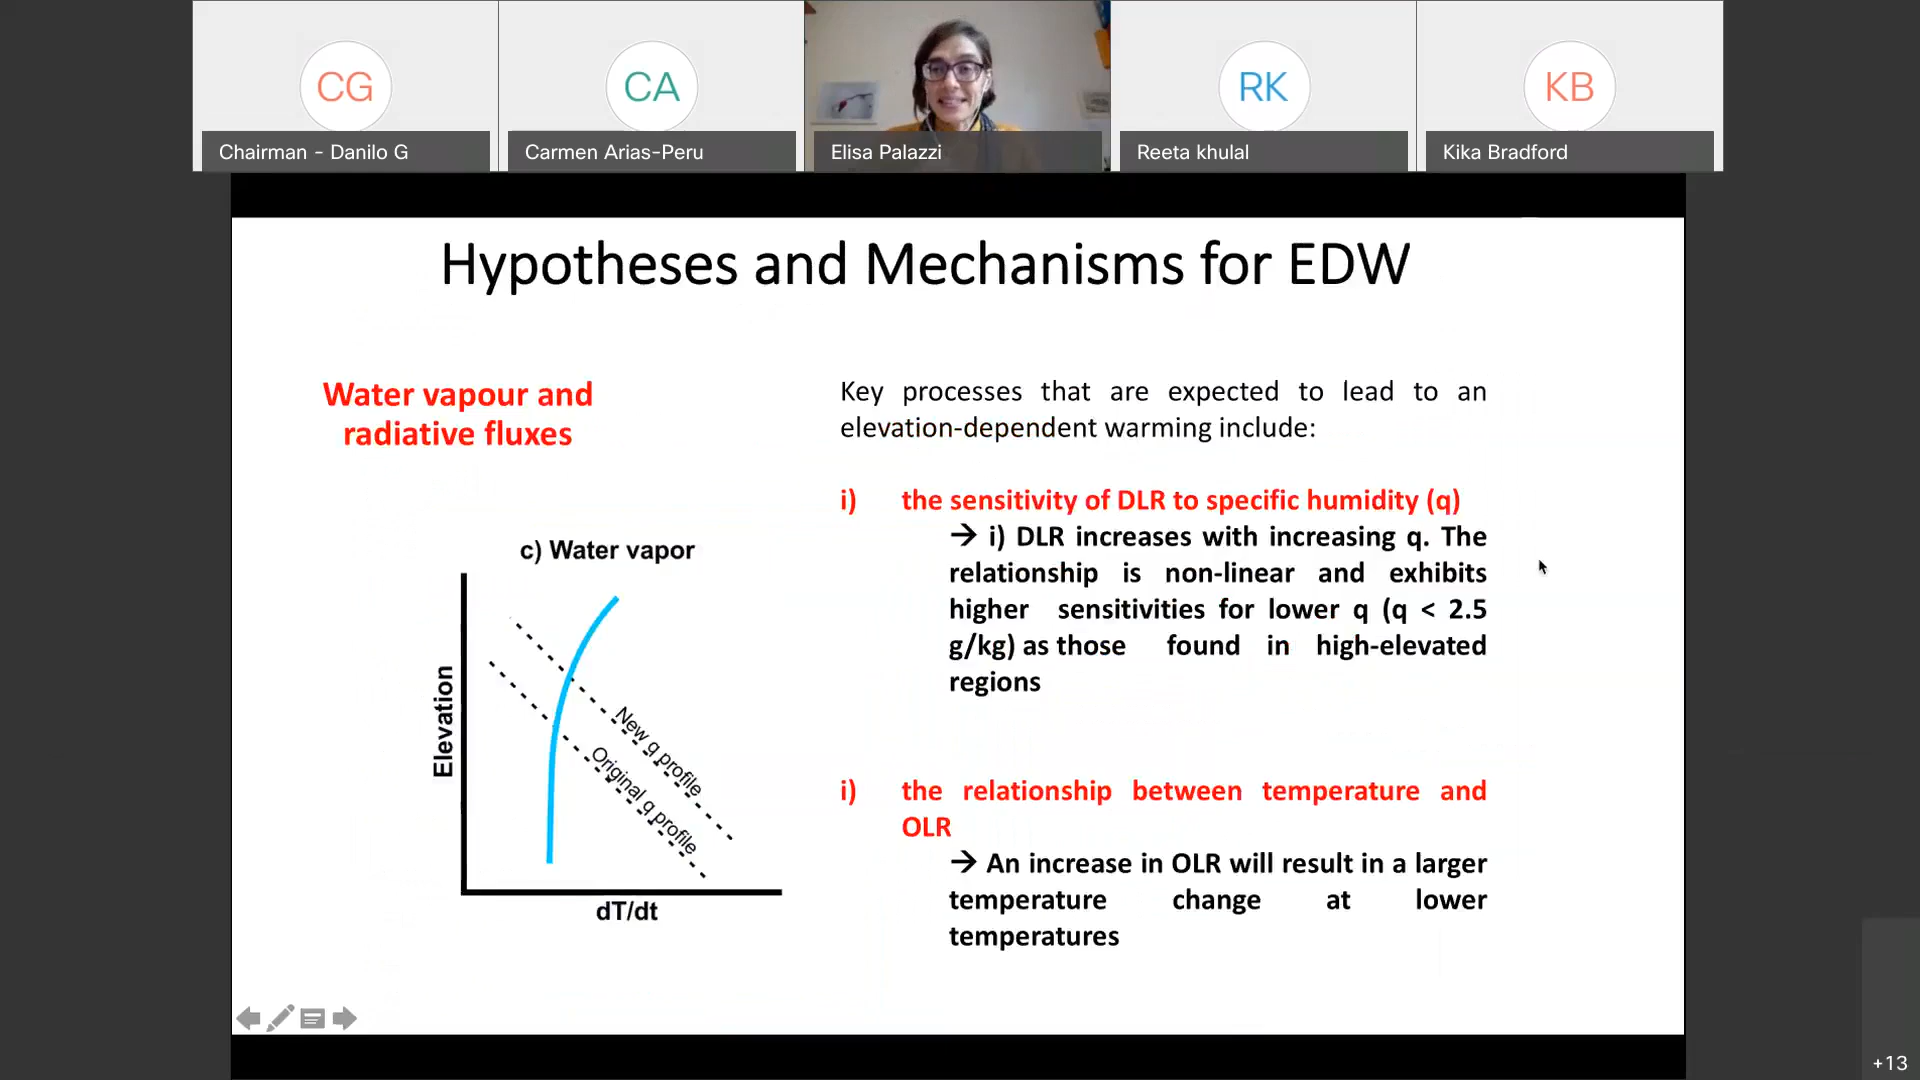 CG
CA
RK
KB
Chairman - Danilo G
Carmen Arias-Peru
Elisa Palazzi
Reeta khulal
Kika Bradford
Hypotheses and Mechanisms for EDW
Water vapour and
radiative fluxes
c) Water vapor
Elevation
New q profile
Original q profile
dT/dt
Key processes that are expected to lead to an
elevation-dependent warming include:
i) the sensitivity of DLR to specific humidity (q)
→ i) DLR increases with increasing q. The
relationship is non-linear and exhibits
higher sensitivities for lower q (q < 2.5
g/kg) as those found in high-elevated
regions
i) the relationship between temperature and
OLR
→ An increase in OLR will result in a larger
temperature change at lower
temperatures
+13